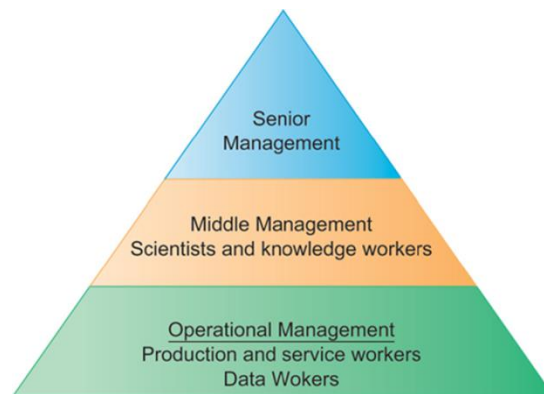 Senior
Management
Middle Management
Scientists and knowledge workers
Operational Management
Production and service workers
Data Wokers